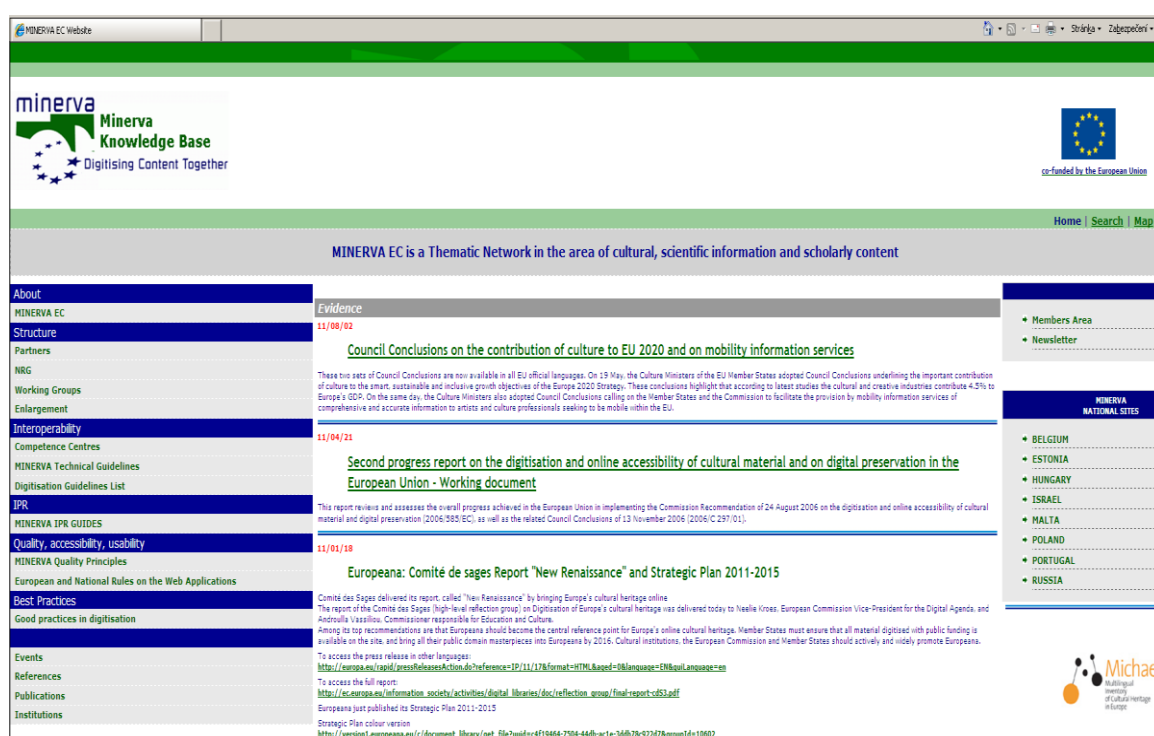 MINERVA EC Website
Stránka
Zabezpečení
minerva
Minerva
Knowledge Base
Digitising Content Together
co-funded by the European Union
Home | Search | Map
MINERVA EC is a Thematic Network in the area of cultural, scientific information and scholarly content
About
MINERVA EC
Structure
Partners
NRG
Working Groups
Enlargement
Interoperability
Competence Centres
MINERVA Technical Guidelines
Digitisation Guidelines List
IPR
MINERVA IPR GUIDES
Quality, accessibility, usability
MINERVA Quality Principles
European and National Rules on the Web Applications
Best Practices
Good practices in digitisation
Events
References
Publications
Institutions
Evidence
11/08/02
Council Conclusions on the contribution of culture to EU 2020 and on mobility information services
These two sets of Council Conclusions are now available in all EU official languages. On 19 May, the Culture Ministers of the EU Member States adopted Council Conclusions underlining the important contribution
of culture to the smart, sustainable and inclusive growth objectives of the Europe 2020 Strategy. These conclusions highlight that according to latest studies the cultural and creative industries contribute 4.5% to
Europe's GDP. On the same day, the Culture Ministers also adopted Council Conclusions calling on the Member States and the Commission to facilitate the provision by mobility information services of
comprehensive and accurate information to artists and culture professionals seeking to be mobile within the EU.
11/04/21
Second progress report on the digitisation and online accessibility of cultural material and on digital preservation in the
European Union - Working document
This report reviews and assesses the overall progress achieved in the European Union in implementing the Commission Recommendation of 24 August 2006 on the digitisation and online accessibility of cultural
material and digital preservation (2006/585/EC), as well as the related Council Conclusions of 13 November 2006 (2006/C 297/01).
11/01/18
Europeana: Comité de sages Report "New Renaissance" and Strategic Plan 2011-2015
Comité des Sages delivered its report, called "New Renaissance" by bringing Europe's cultural heritage online
The report of the Comité des Sages (high-level reflection group) on Digitisation of Europe's cultural heritage was delivered today to Neelie Kroes, European Commission Vice-President for the Digital Agenda, and
Androulla Vassiliou, Commissioner responsible for Education and Culture.
Among its top recommendations are that Europeana should become the central reference point for Europe's online cultural heritage. Member States must ensure that all material digitised with public funding is
available on the site, and bring all their public domain masterpieces into Europeana by 2016. Cultural institutions, the European Commission and Member States should actively and widely promote Europeana.
To access the press release in other languages:
http://europa.eu/rapid/pressReleasesAction.do?reference=IP/11/17&format=HTML&aged=0&language=EN&guiLanguage=en
To access the full report:
http://ec.europa.eu/information_society/activities/digital_libraries/doc/reflection_group/final-report-cdS3.pdf
Europeana just published its Strategic Plan 2011-2015
Strategic Plan colour version
Members Area
Newsletter
MINERVA
NATIONAL SITES
BELGIUM
ESTONIA
HUNGARY
ISRAEL
MALTA
POLAND
PORTUGAL
RUSSIA
Michae
Multilingual
Inventory
of Cultural Heritage
in Europe